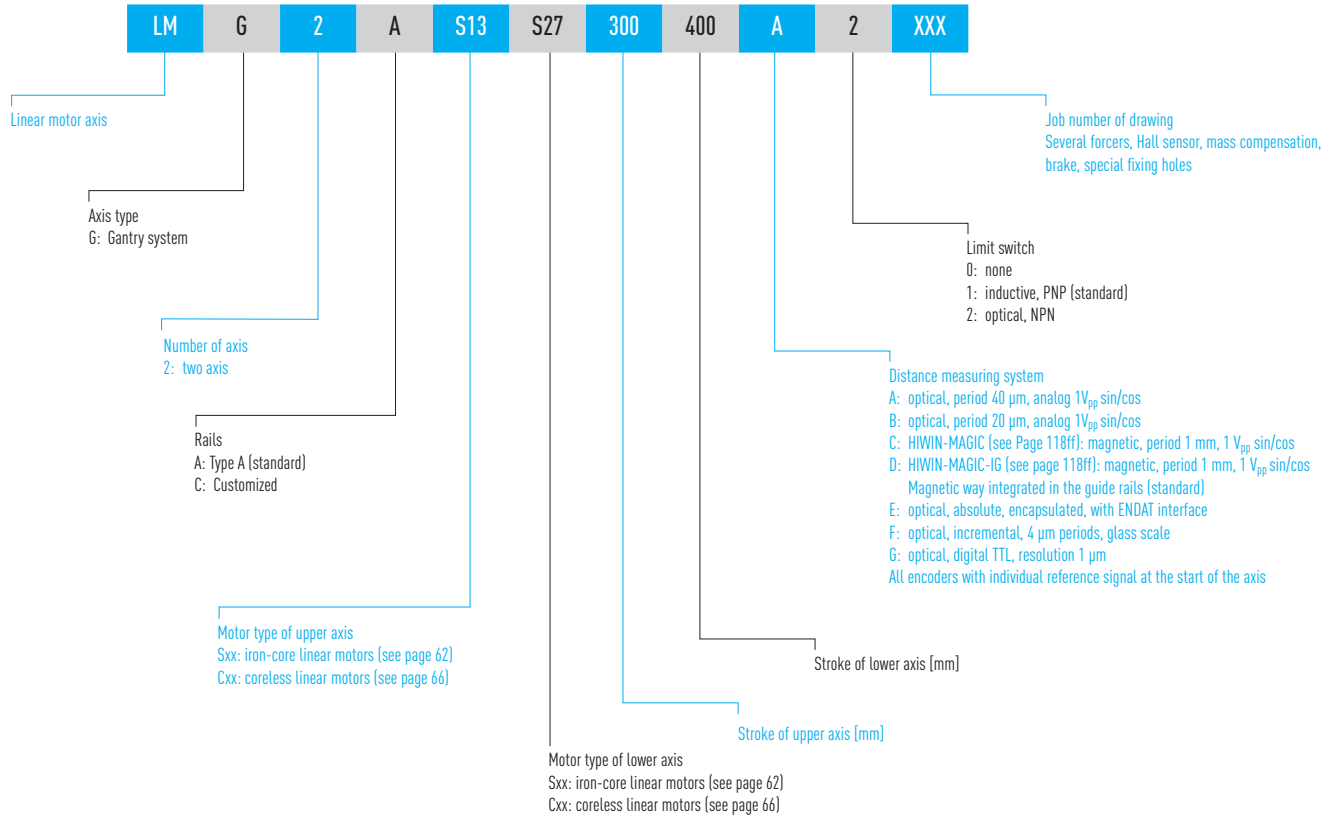 LM G 2 A S13 S27 300 400 A 2 XXX
Linear motor axis
Job number of drawing
Several forcers, Hall sensor, mass compensation,
brake, special fixing holes
Axis type
G: Gantry system
Limit switch
0: none
1: inductive, PNP (standard)
2: optical, NPN
Number of axis
2: two axis
Distance measuring system
A: optical, period 40 µm, analog 1Vpp sin/cos
B: optical, period 20 µm, analog 1Vpp sin/cos
C: HIWIN-MAGIC (see Page 118ff): magnetic, period 1 mm, 1 Vpp sin/cos
D: HIWIN-MAGIC-IG (see page 118ff): magnetic, period 1 mm, 1 Vpp sin/cos
Magnetic way integrated in the guide rails (standard)
E: optical, absolute, encapsulated, with ENDAT interface
F: optical, incremental, 4 µm periods, glass scale
G: optical, digital TTL, resolution 1 µm
All encoders with individual reference signal at the start of the axis
Rails
A: Type A (standard)
C: Customized
Motor type of upper axis
Sxx: iron-core linear motors (see page 62)
Cxx: coreless linear motors (see page 66)
Stroke of lower axis [mm]
Stroke of upper axis [mm]
Motor type of lower axis
Sxx: iron-core linear motors (see page 62)
Cxx: coreless linear motors (see page 66)